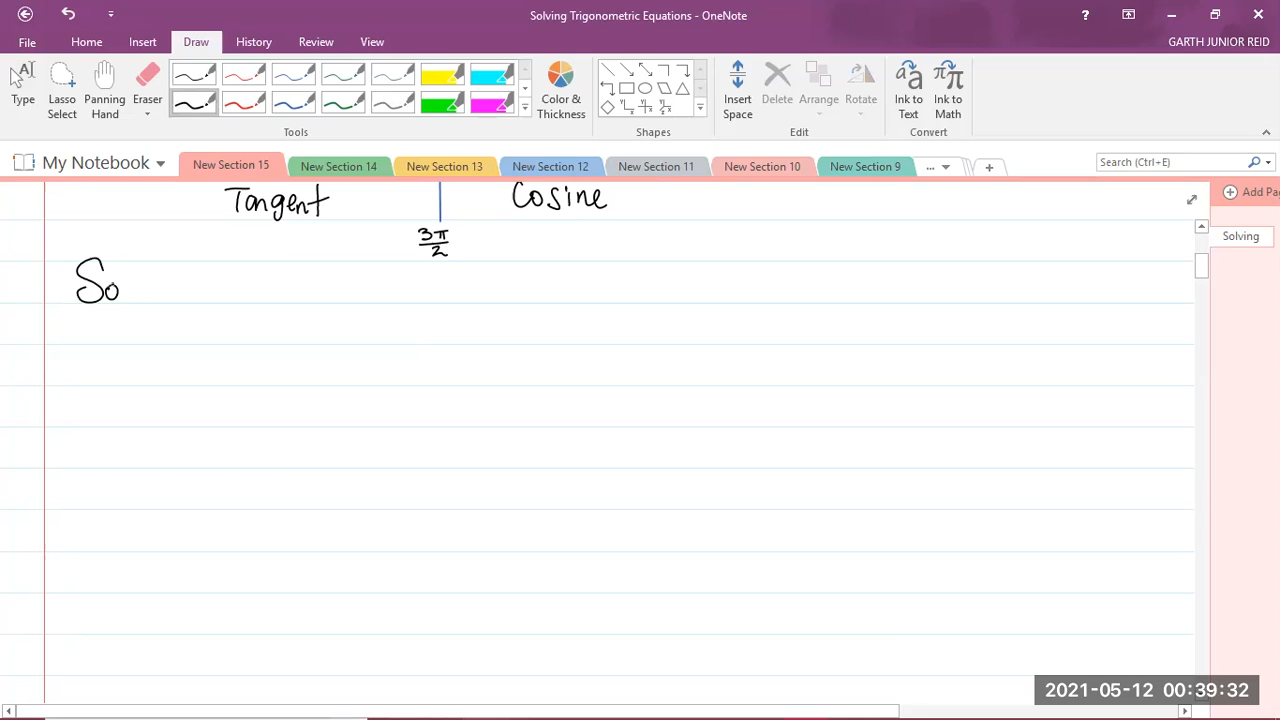 Solving Trigonometric Equations - OneNote
?
File
Home
Insert
Draw
History
Review
View
GARTH JUNIOR REID
Type
Lasso Select
Panning Hand
Eraser
Color & Thickness
Insert Space
Delete
Arrange
Rotate
Ink to Text
Ink to Math
Tools
Shapes
Edit
Convert
My Notebook
New Section 15
New Section 14
New Section 13
New Section 12
New Section 11
New Section 10
New Section 9
...
Search (Ctrl+E)
Add Pag
Solving
Tangent
Cosine
3π
2
So
2021-05-12 00:39:32